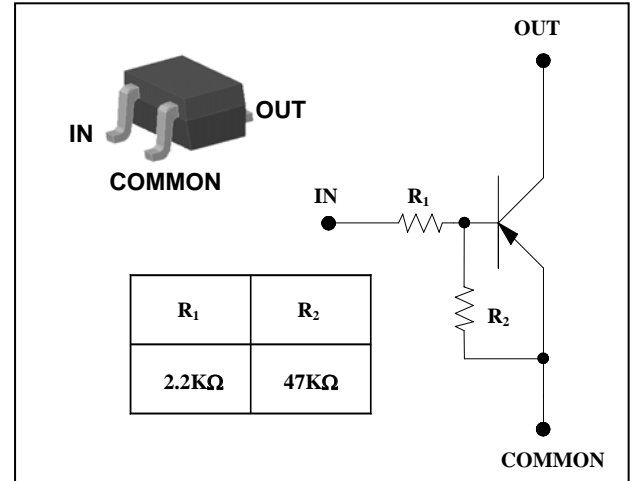 OUT
OUT
IN
COMMON
IN
R₁
R₂
R₁ R₂
2.2KΩ 47KΩ
COMMON